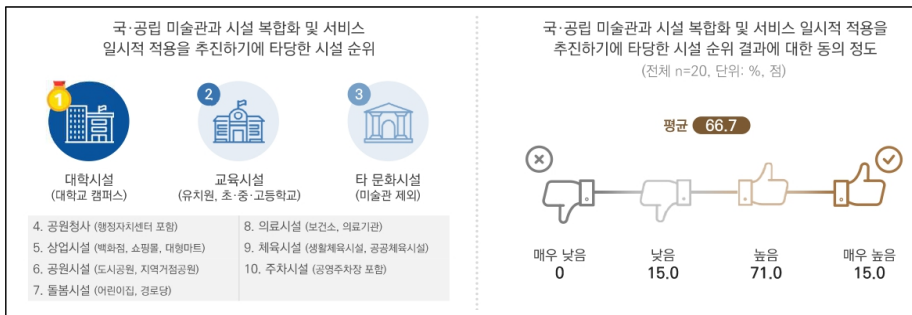 국·공립 미술관과 시설 복합화 및 서비스
일시적 적용을 추진하기에 타당한 시설 순위
1
2
3
대학시설
(대학교 캠퍼스)
교육시설
(유치원, 초·중·고등학교)
타 문화시설
(미술관 제외)
4. 공원청사 (행정자치센터 포함)
5. 상업시설 (백화점, 쇼핑몰, 대형마트)
6. 공원시설 (도시공원, 지역거점공원)
7. 돌봄시설 (어린이집, 경로당)
8. 의료시설 (보건소, 의료기관)
9. 체육시설 (생활체육시설, 공공체육시설)
10. 주차시설 (공영주차장 포함)
국·공립 미술관과 시설 복합화 및 서비스 일시적 적용을
추진하기에 타당한 시설 순위 결과에 대한 동의 정도
(전체 n=20, 단위: %, 점)
평균 66.7
매우 낮음
0
낮음
15.0
높음
71.0
매우 높음
15.0